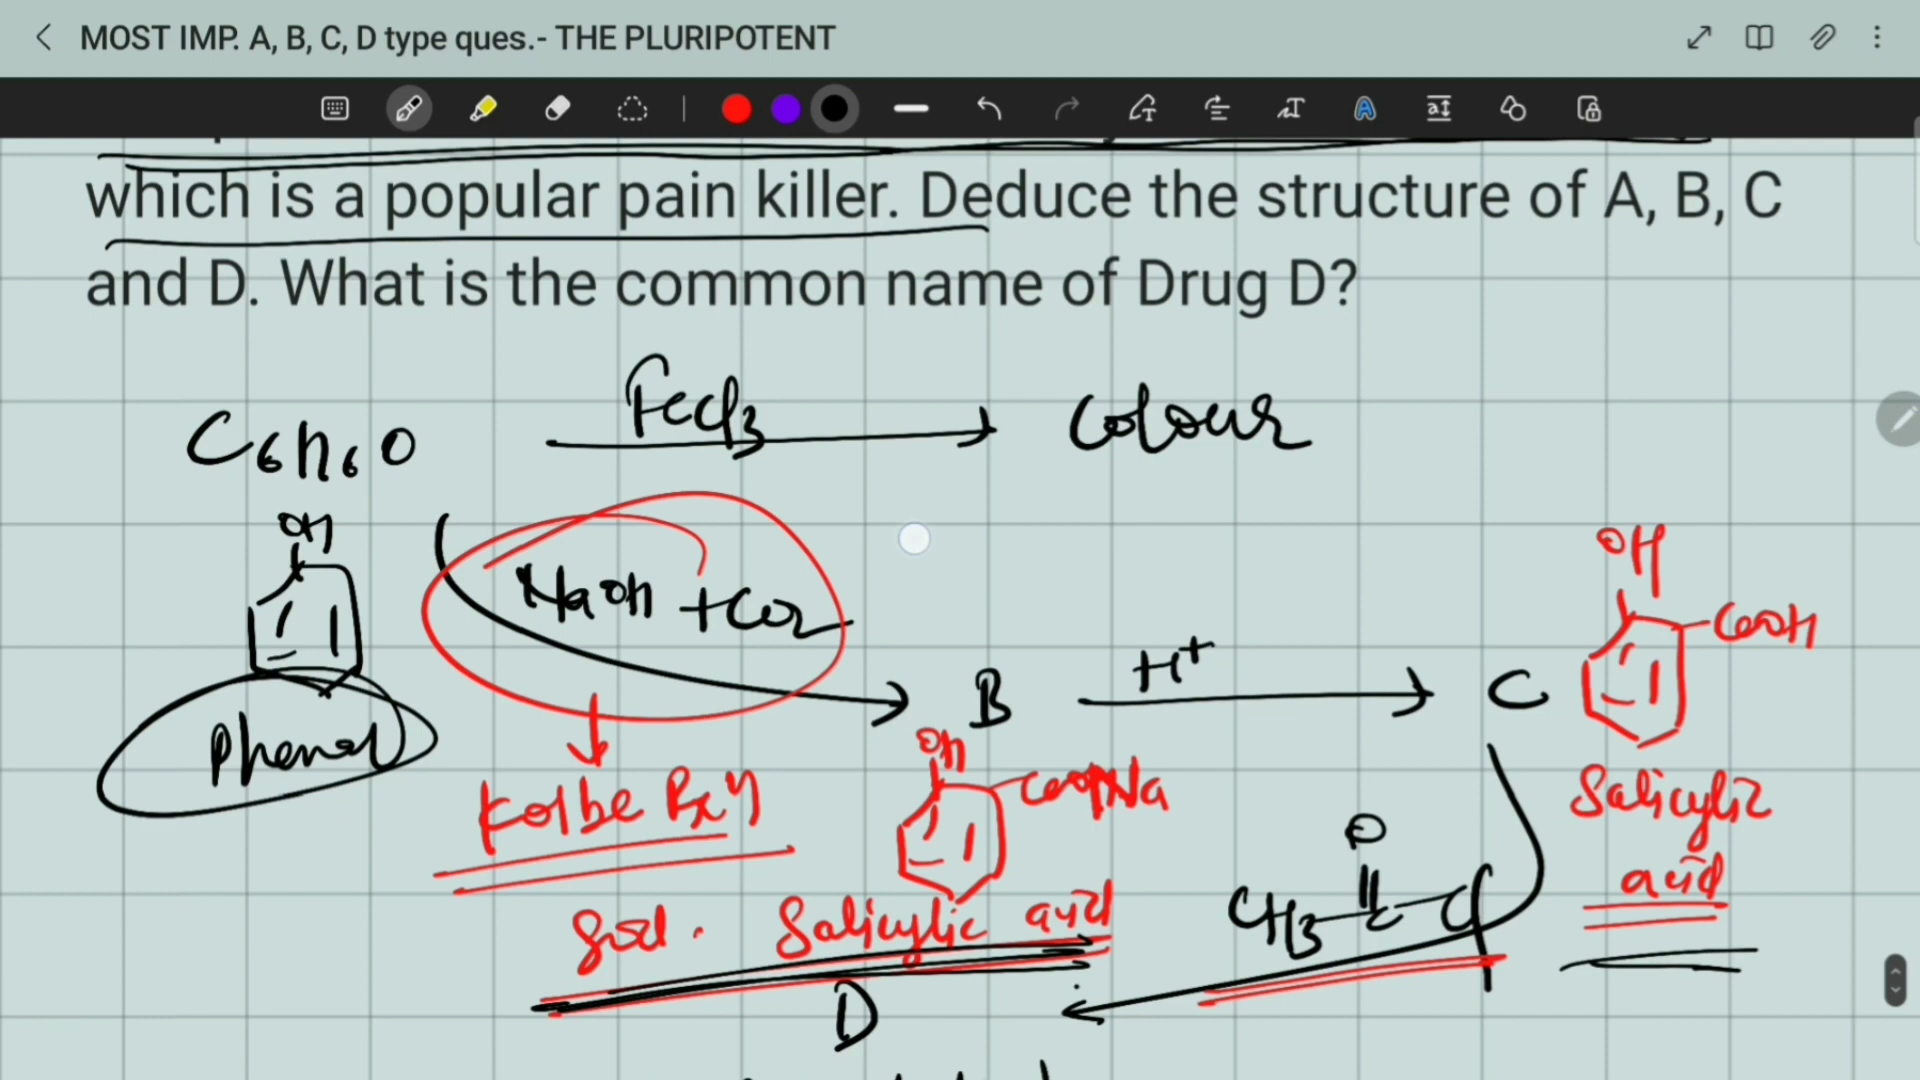 MOST IMP. A, B, C, D type ques.- THE PLURIPOTENT
which is a popular pain killer. Deduce the structure of A, B, C
and D. What is the common name of Drug D?
C6H6O FeCl3 Colour
OH
NaOH + CO2
OH
COOH
Phenol
B H+ C
Kolbe Rxn
OH
COONa
Salicylic
acid
O
CH3 - C - Cl
Sod. Salicylic acid
D